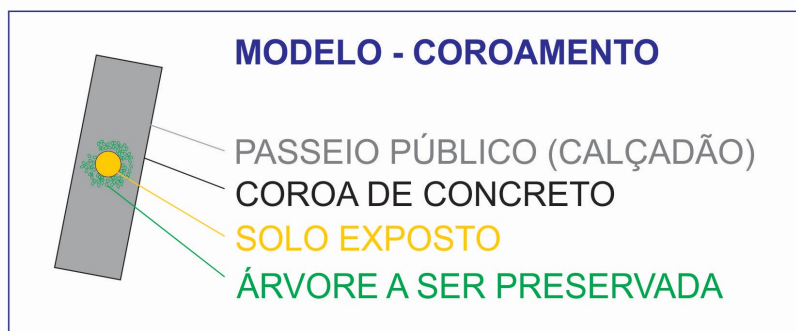 MODELO - COROAMENTO
PASSEIO PÚBLICO (CALÇADÃO)
COROA DE CONCRETO
SOLO EXPOSTO
ÁRVORE A SER PRESERVADA